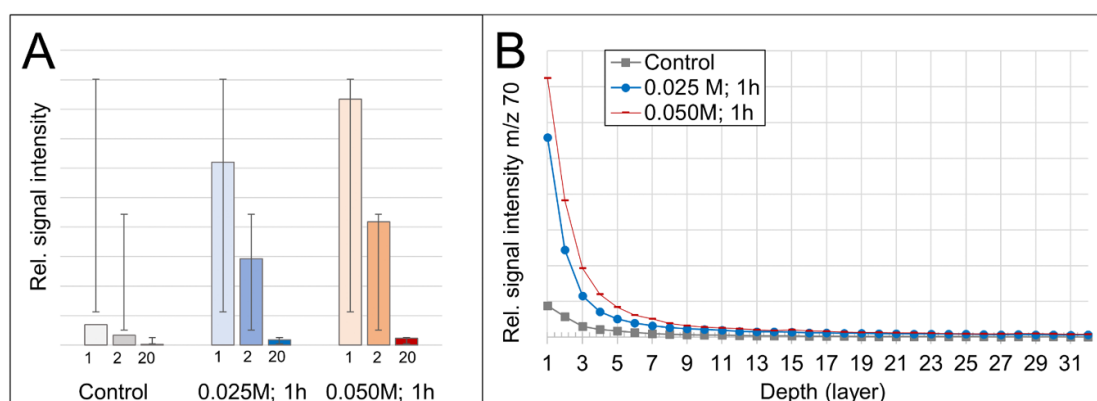 A
Rel. signal intensity
1 2 20 1 2 20 1 2 20
Control 0.025M; 1h 0.050M; 1h
B
Rel. signal intensity m/z 70
Control
0.025 M; 1h
0.050M; 1h
1 3 5 7 9 11 13 15 17 19 21 23 25 27 29 31
Depth (layer)